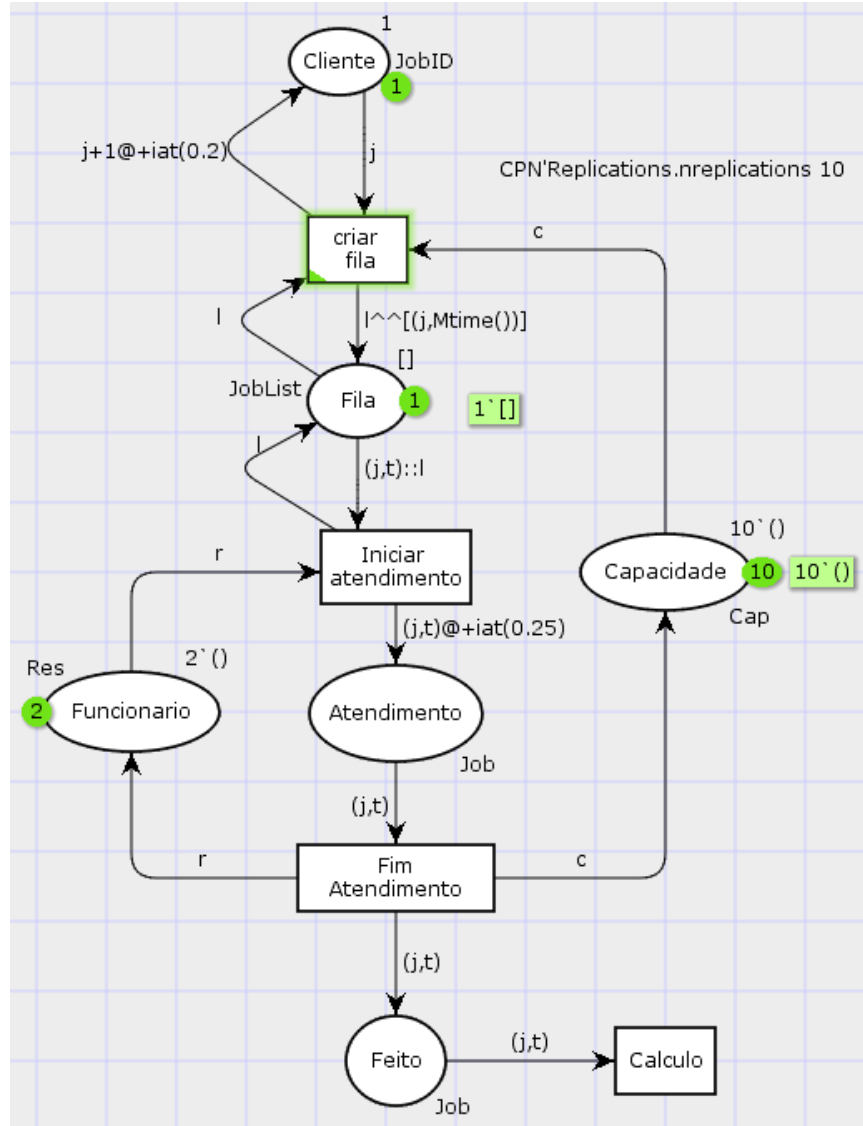 1
Cliente
JobID
1
j+1@+iat(0.2)
j
CPN'Replications.nreplications 10
criar
fila
c
l
l^^[(j,Mtime())]
[]
JobList
Fila
1
1`[]
l
(j,t)::l
10`()
r
Iniciar
atendimento
Capacidade
10
10`()
Cap
(j,t)@+iat(0.25)
2`()
Res
2
Funcionario
Atendimento
Job
(j,t)
r
Fim
Atendimento
c
(j,t)
(j,t)
Feito
Calculo
Job